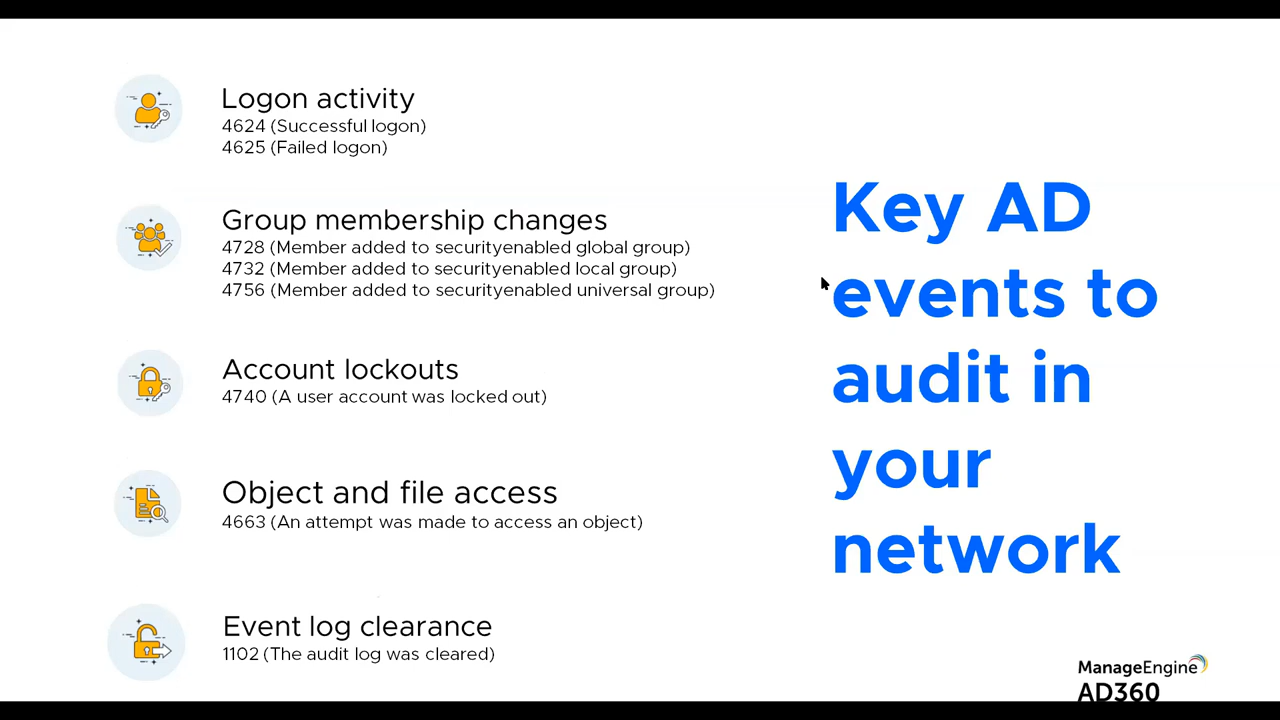 Logon activity
4624 (Successful logon)
4625 (Failed logon)
Group membership changes
4728 (Member added to securityenabled global group)
4732 (Member added to securityenabled local group)
4756 (Member added to securityenabled universal group)
Account lockouts
4740 (A user account was locked out)
Object and file access
4663 (An attempt was made to access an object)
Event log clearance
1102 (The audit log was cleared)
Key AD
events to
audit in
your
network
ManageEngine
AD360